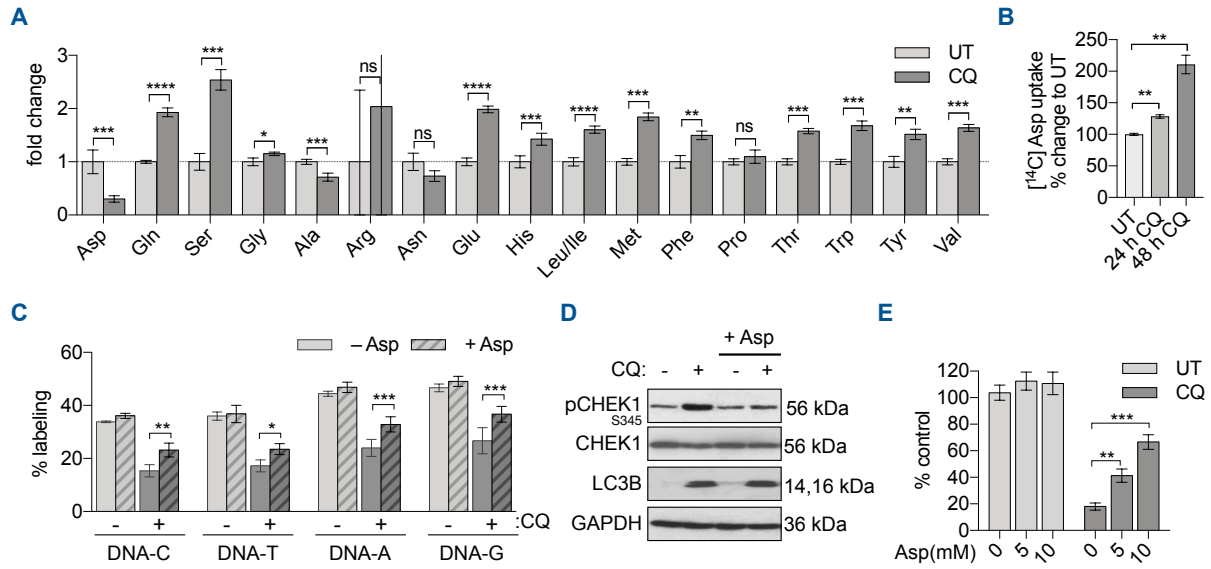 A
fold change
3
2
1
0
UT
CQ
***
****
***
*
***
ns
ns
****
***
****
***
**
ns
***
***
**
***
Asp
Gln
Ser
Gly
Ala
Arg
Asn
Glu
His
Leu/Ile
Met
Phe
Pro
Thr
Trp
Tyr
Val
B
[¹⁴C] Asp uptake
% change to UT
250
200
150
100
50
0
**
**
UT
24 h CQ
48 h CQ
C
% labeling
60
40
20
0
– Asp
+ Asp
**
*
***
***
- + - + - + - + :CQ
DNA-C DNA-T DNA-A DNA-G
D
+ Asp
CQ: - + - +
pCHEK1 56 kDa
S345
CHEK1 56 kDa
LC3B 14,16 kDa
GAPDH 36 kDa
E
% control
120
100
80
60
40
20
0
UT
CQ
***
**
Asp(mM) 0 5 10 0 5 10